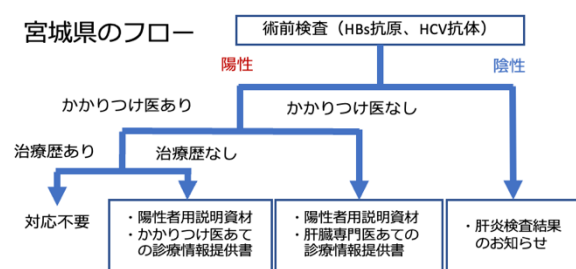 宮城県のフロー
術前検査（HBs抗原、HCV抗体）
陽性
陰性
かかりつけ医あり
かかりつけ医なし
治療歴あり
治療歴なし
対応不要
・陽性者用説明資材
・かかりつけ医あて
の診療情報提供書
・陽性者用説明資材
・肝臓専門医あての
診療情報提供書
・肝炎検査結果
のお知らせ